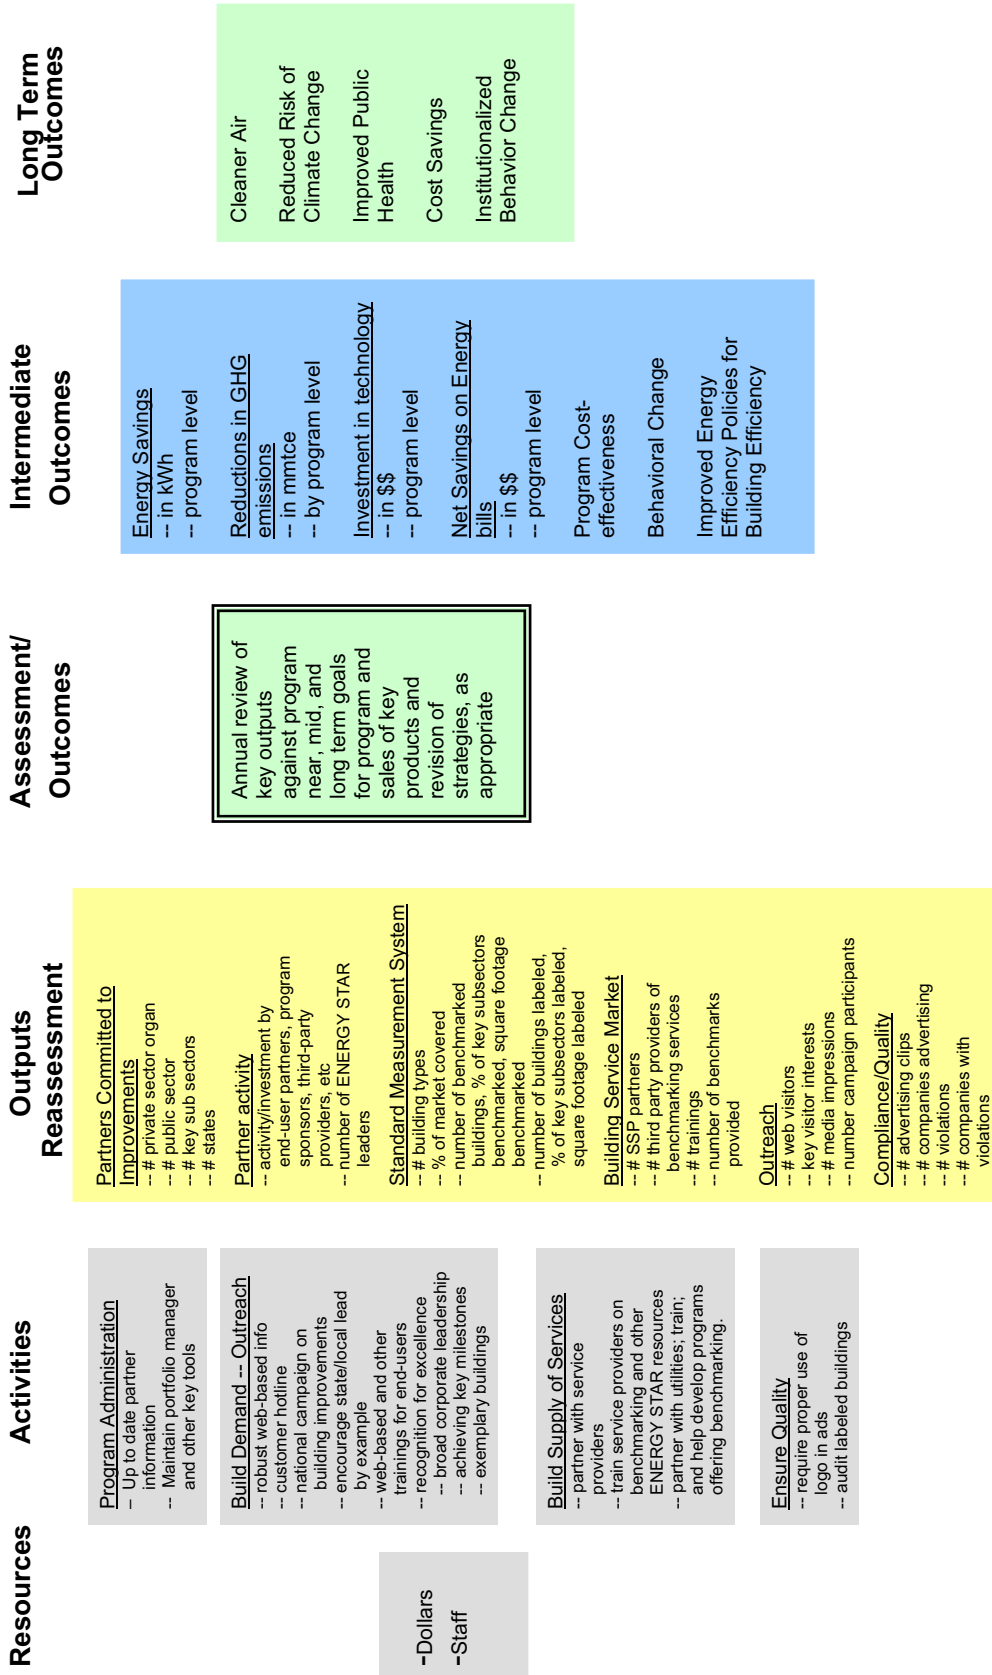 Resources
-Dollars
-Staff
Activities
Program Administration
– Up to date partner
information
-- Maintain portfolio manager
and other key tools
Build Demand -- Outreach
-- robust web-based info
-- customer hotline
-- national campaign on
building improvements
-- encourage state/local lead
by example
-- web-based and other
trainings for end-users
-- recognition for excellence
-- broad corporate leadership
-- achieving key milestones
-- exemplary buildings
Build Supply of Services
-- partner with service
providers
-- train service providers on
benchmarking and other
ENERGY STAR resources
-- partner with utilities; train;
and help develop programs
offering benchmarking.
Ensure Quality
-- require proper use of
logo in ads
-- audit labeled buildings
Outputs
Reassessment
Partners Committed to
Improvements
-- # private sector organ
-- # public sector
-- # key sub sectors
-- # states
Partner activity
-- activity/investment by
end-user partners, program
sponsors, third-party
providers, etc
-- number of ENERGY STAR
leaders
Standard Measurement System
-- # building types
-- % of market covered
-- number of benchmarked
buildings, % of key subsectors
benchmarked, square footage
benchmarked
-- number of buildings labeled,
% of key subsectors labeled,
square footage labeled
Building Service Market
-- # SSP partners
-- # third party providers of
benchmarking services
-- # trainings
-- number of benchmarks
provided
Outreach
-- # web visitors
-- key visitor interests
-- # media impressions
-- number campaign participants
Compliance/Quality
-- # advertising clips
-- # companies advertising
-- # violations
-- # companies with
violations
Assessment/
Outcomes
Annual review of
key outputs
against program
near, mid, and
long term goals
for program and
sales of key
products and
revision of
strategies, as
appropriate
Intermediate
Outcomes
Energy Savings
-- in kWh
-- program level
Reductions in GHG
emissions
-- in mmtce
-- by program level
Investment in technology
-- in $$
-- program level
Net Savings on Energy
bills
-- in $$
-- program level
Program Cost-
effectiveness
Behavioral Change
Improved Energy
Efficiency Policies for
Building Efficiency
Long Term
Outcomes
Cleaner Air
Reduced Risk of
Climate Change
Improved Public
Health
Cost Savings
Institutionalized
Behavior Change